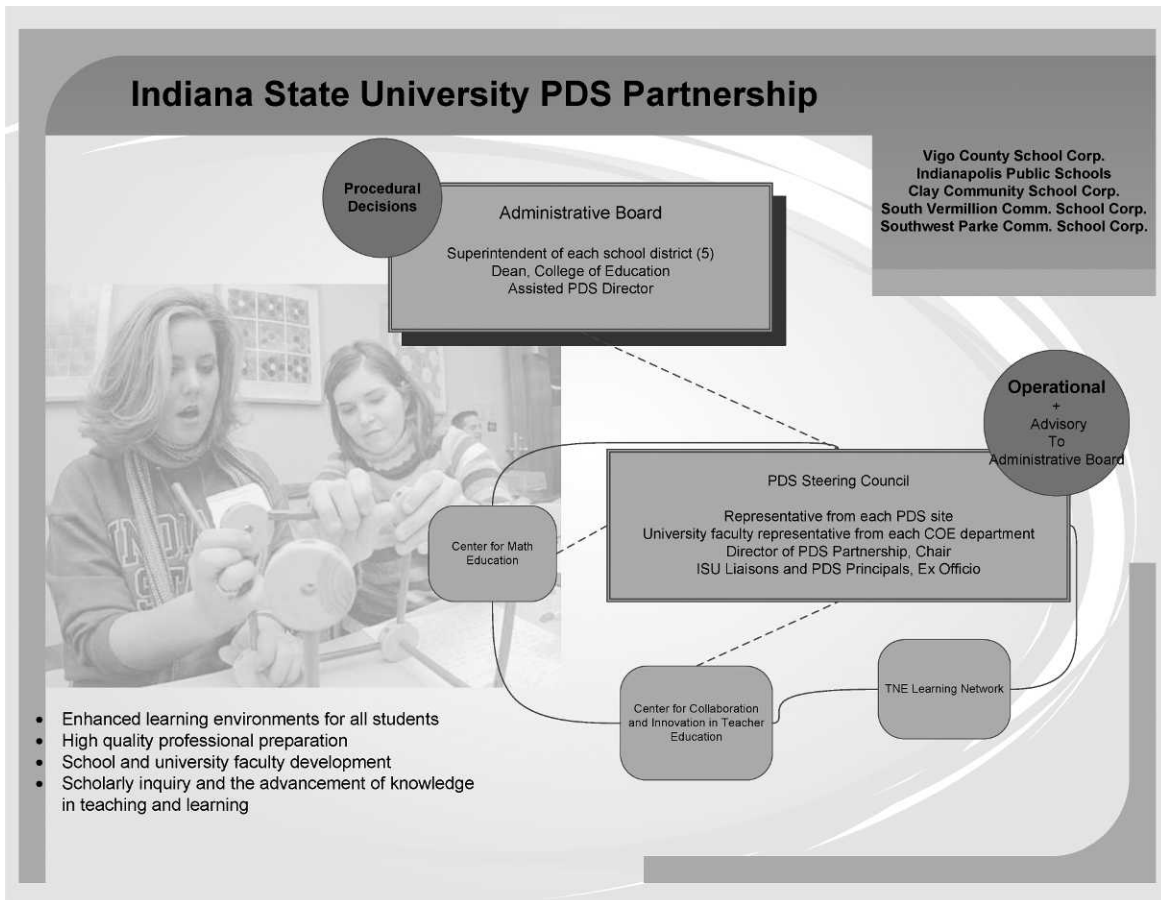 Indiana State University PDS Partnership
Vigo County School Corp.
Indianapolis Public Schools
Clay Community School Corp.
South Vermillion Comm. School Corp.
Southwest Parke Comm. School Corp.
Procedural
Decisions
Administrative Board
Superintendent of each school district (5)
Dean, College of Education
Assisted PDS Director
Operational
+
Advisory
To
Administrative Board
PDS Steering Council
Representative from each PDS site
University faculty representative from each COE department
Director of PDS Partnership, Chair
ISU Liaisons and PDS Principals, Ex Officio
Center for Math
Education
TNE Learning Network
Center for Collaboration
and Innovation in Teacher
Education
• Enhanced learning environments for all students
• High quality professional preparation
• School and university faculty development
• Scholarly inquiry and the advancement of knowledge
in teaching and learning